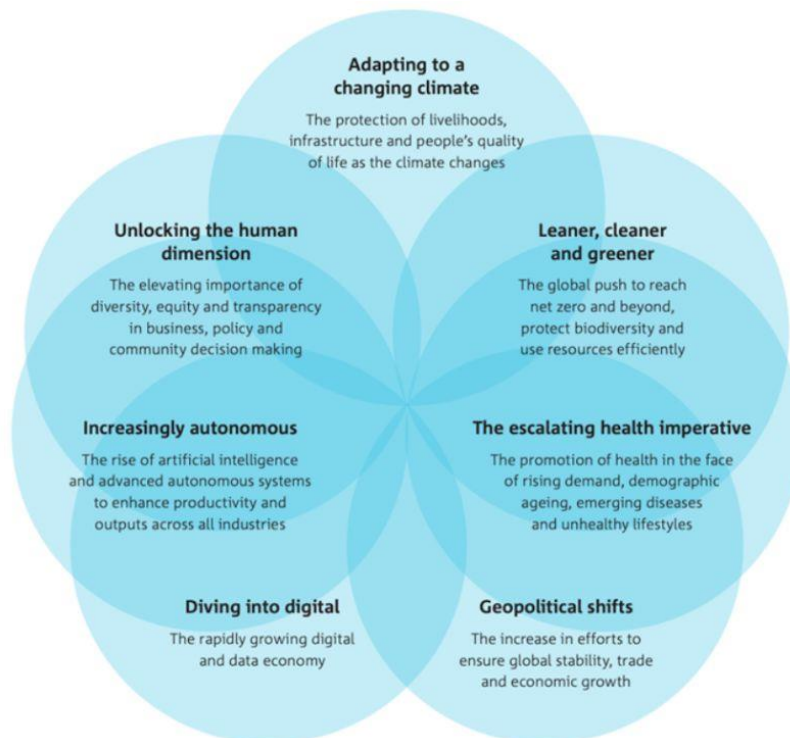 Adapting to a
changing climate
The protection of livelihoods,
infrastructure and people's quality
of life as the climate changes
Unlocking the human
dimension
The elevating importance of
diversity, equity and transparency
in business, policy and
community decision making
Leaner, cleaner
and greener
The global push to reach
net zero and beyond,
protect biodiversity and
use resources efficiently
Increasingly autonomous
The rise of artificial intelligence
and advanced autonomous systems
to enhance productivity and
outputs across all industries
The escalating health imperative
The promotion of health in the face
of rising demand, demographic
ageing, emerging diseases
and unhealthy lifestyles
Diving into digital
The rapidly growing digital
and data economy
Geopolitical shifts
The increase in efforts to
ensure global stability, trade
and economic growth